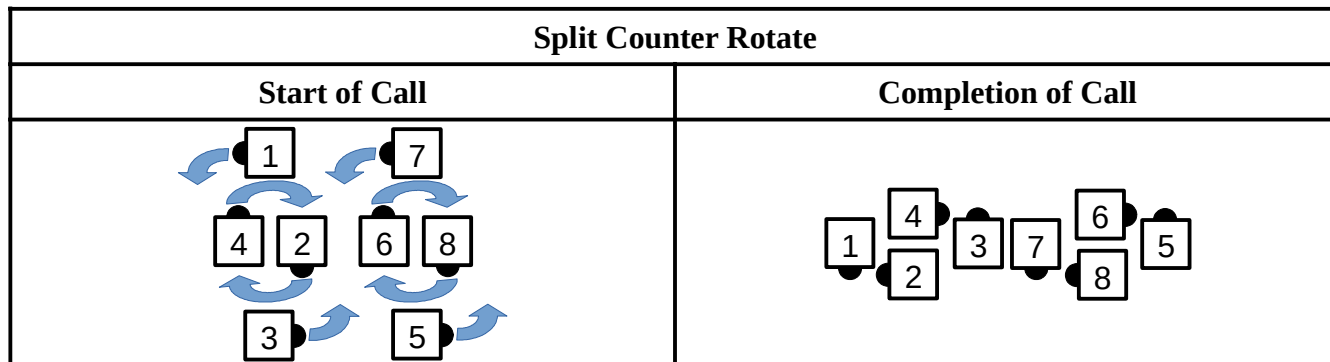 Split Counter Rotate
Start of Call
Completion of Call
1 7
4 2 6 8
3 5
4 6
1 3 7 5
2 8